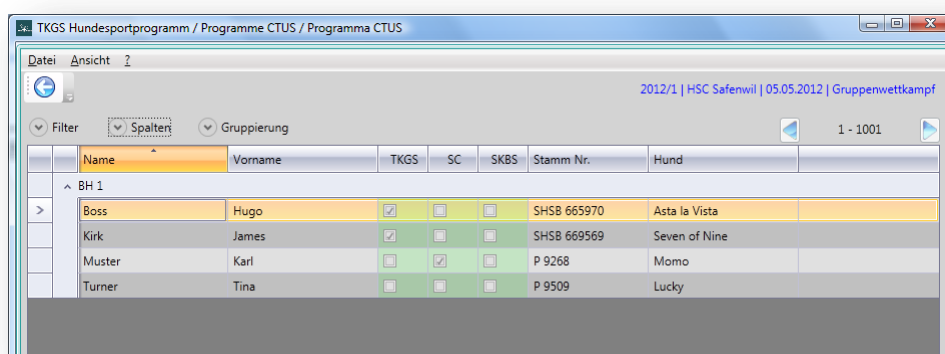 TKGS Hundesportprogramm / Programme CTUS / Programma CTUS
Datei Ansicht ?
2012/1 | HSC Safenwil | 05.05.2012 | Gruppenwettkampf
Filter Spalten Gruppierung 1 - 1001
Name Vorname TKGS SC SKBS Stamm Nr. Hund
BH 1
Boss Hugo SHSB 665970 Asta la Vista
Kirk James SHSB 669569 Seven of Nine
Muster Karl P 9268 Momo
Turner Tina P 9509 Lucky